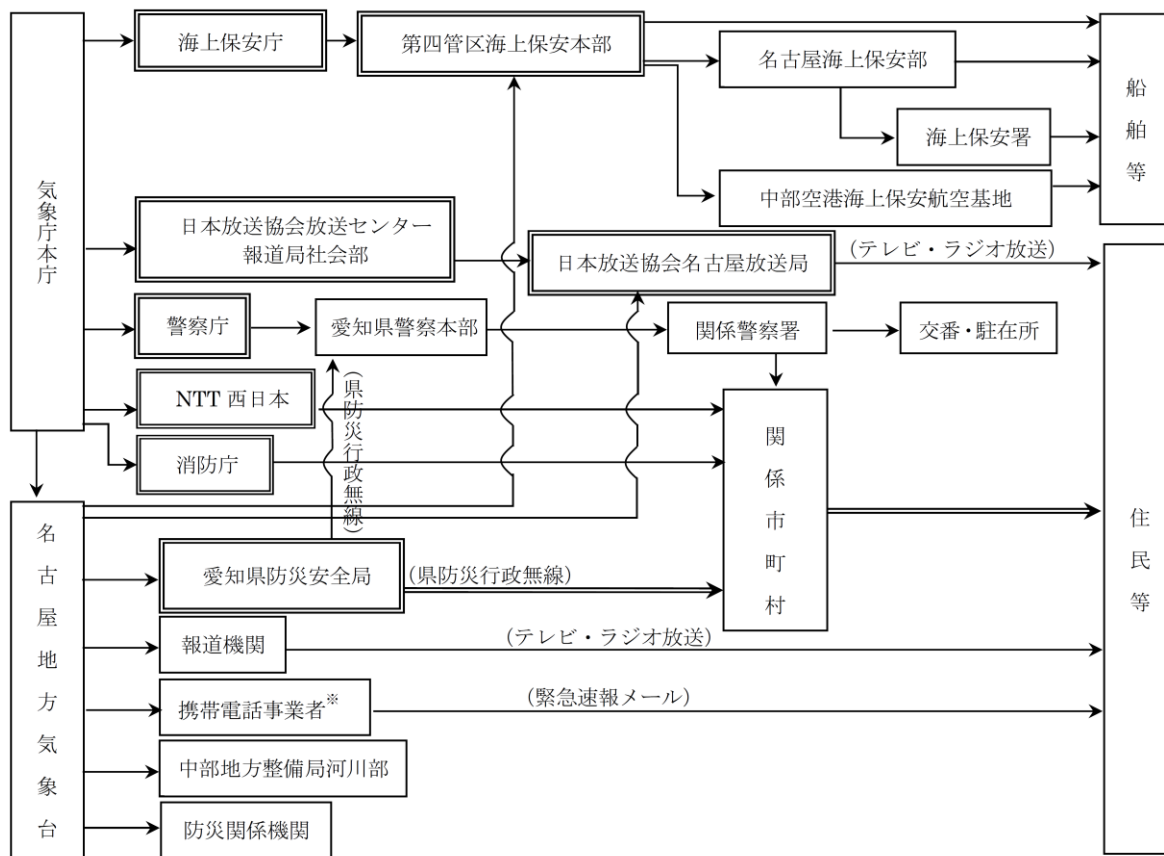 海上保安庁
第四管区海上保安本部
名古屋海上保安部
船舶等
海上保安署
気象庁本庁
中部空港海上保安航空基地
日本放送協会放送センター
報道局社会部
日本放送協会名古屋放送局
(テレビ・ラジオ放送)
警察庁
愛知県警察本部
関係警察署
交番・駐在所
(県防災行政無線)
NTT 西日本
関係市町村
消防庁
住民等
名古屋地方気象台
愛知県防災安全局
(県防災行政無線)
報道機関
(テレビ・ラジオ放送)
携帯電話事業者※
(緊急速報メール)
中部地方整備局河川部
防災関係機関